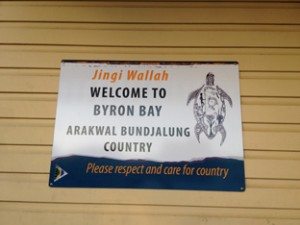 Jingi Wallah
WELCOME TO
BYRON BAY
ARAKWAL BUNDJALUNG
COUNTRY
Please respect and care for country